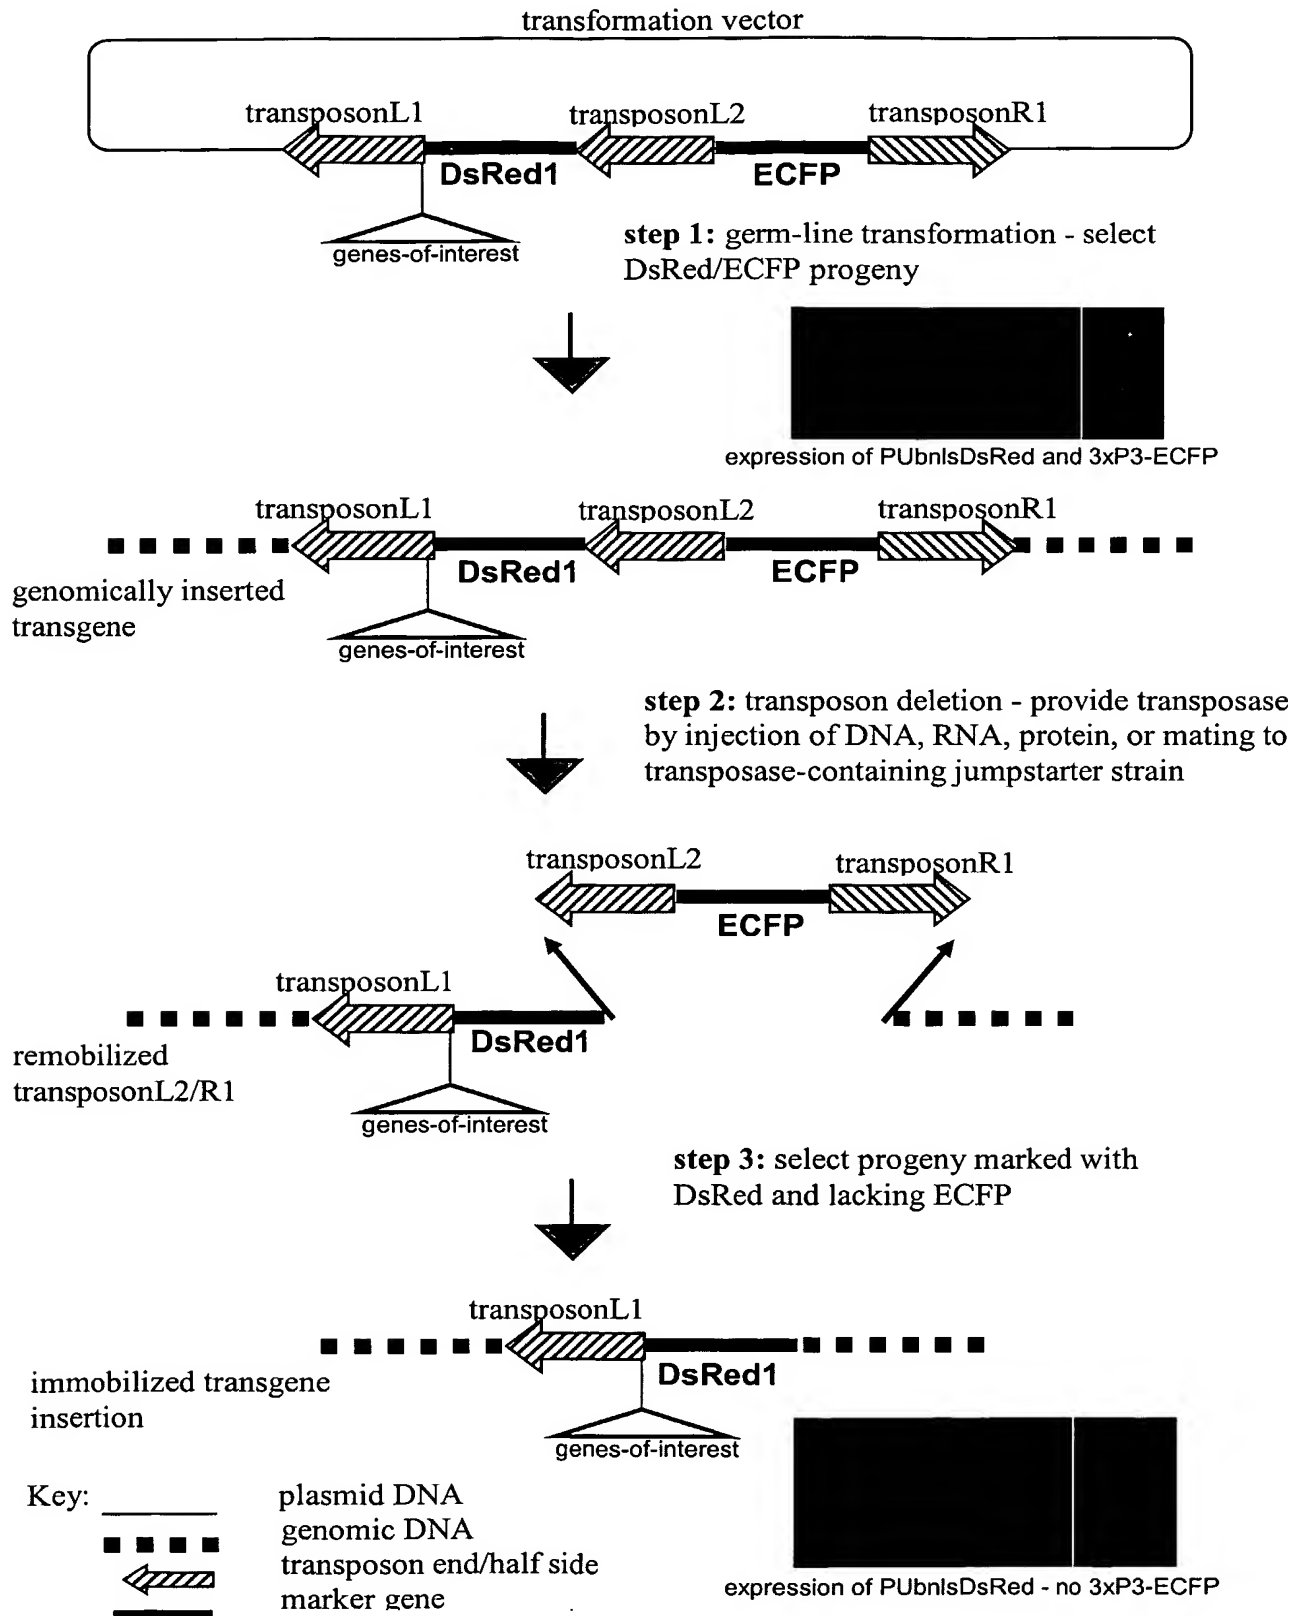 transformation vector
transposonL1
transposonL2
transposonR1
DsRed1
ECFP
genes-of-interest
step 1: germ-line transformation - select
DsRed/ECFP progeny
expression of PUbnlsDsRed and 3xP3-ECFP
transposonL1
transposonL2
transposonR1
DsRed1
ECFP
genomically inserted
transgene
genes-of-interest
step 2: transposon deletion - provide transposase
by injection of DNA, RNA, protein, or mating to
transposase-containing jumpstarter strain
transposonL2
transposonR1
ECFP
transposonL1
DsRed1
remobilized
transposonL2/R1
genes-of-interest
step 3: select progeny marked with
DsRed and lacking ECFP
transposonL1
DsRed1
immobilized transgene
insertion
genes-of-interest
Key:
plasmid DNA
genomic DNA
transposon end/half side
marker gene
expression of PUbnlsDsRed - no 3xP3-ECFP